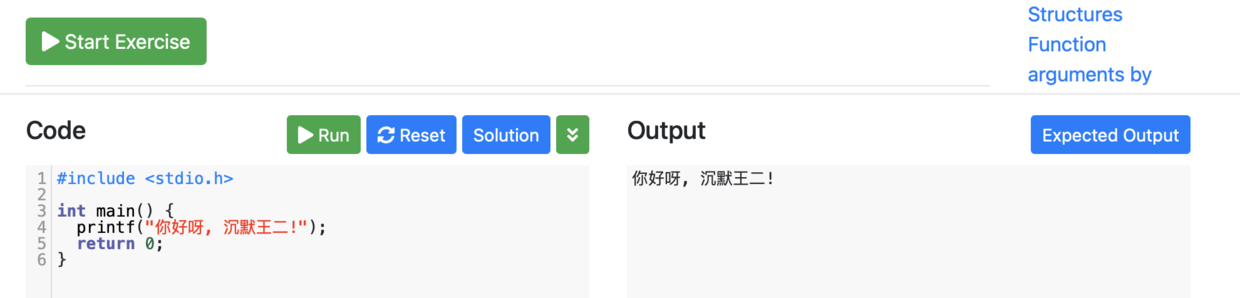 Start Exercise
Structures
Function
arguments by
Code
Run
Reset
Solution
Output
Expected Output
1 #include <stdio.h>
2
3 int main() {
4   printf("你好呀, 沉默王二!");
5   return 0;
6 }
你好呀, 沉默王二!